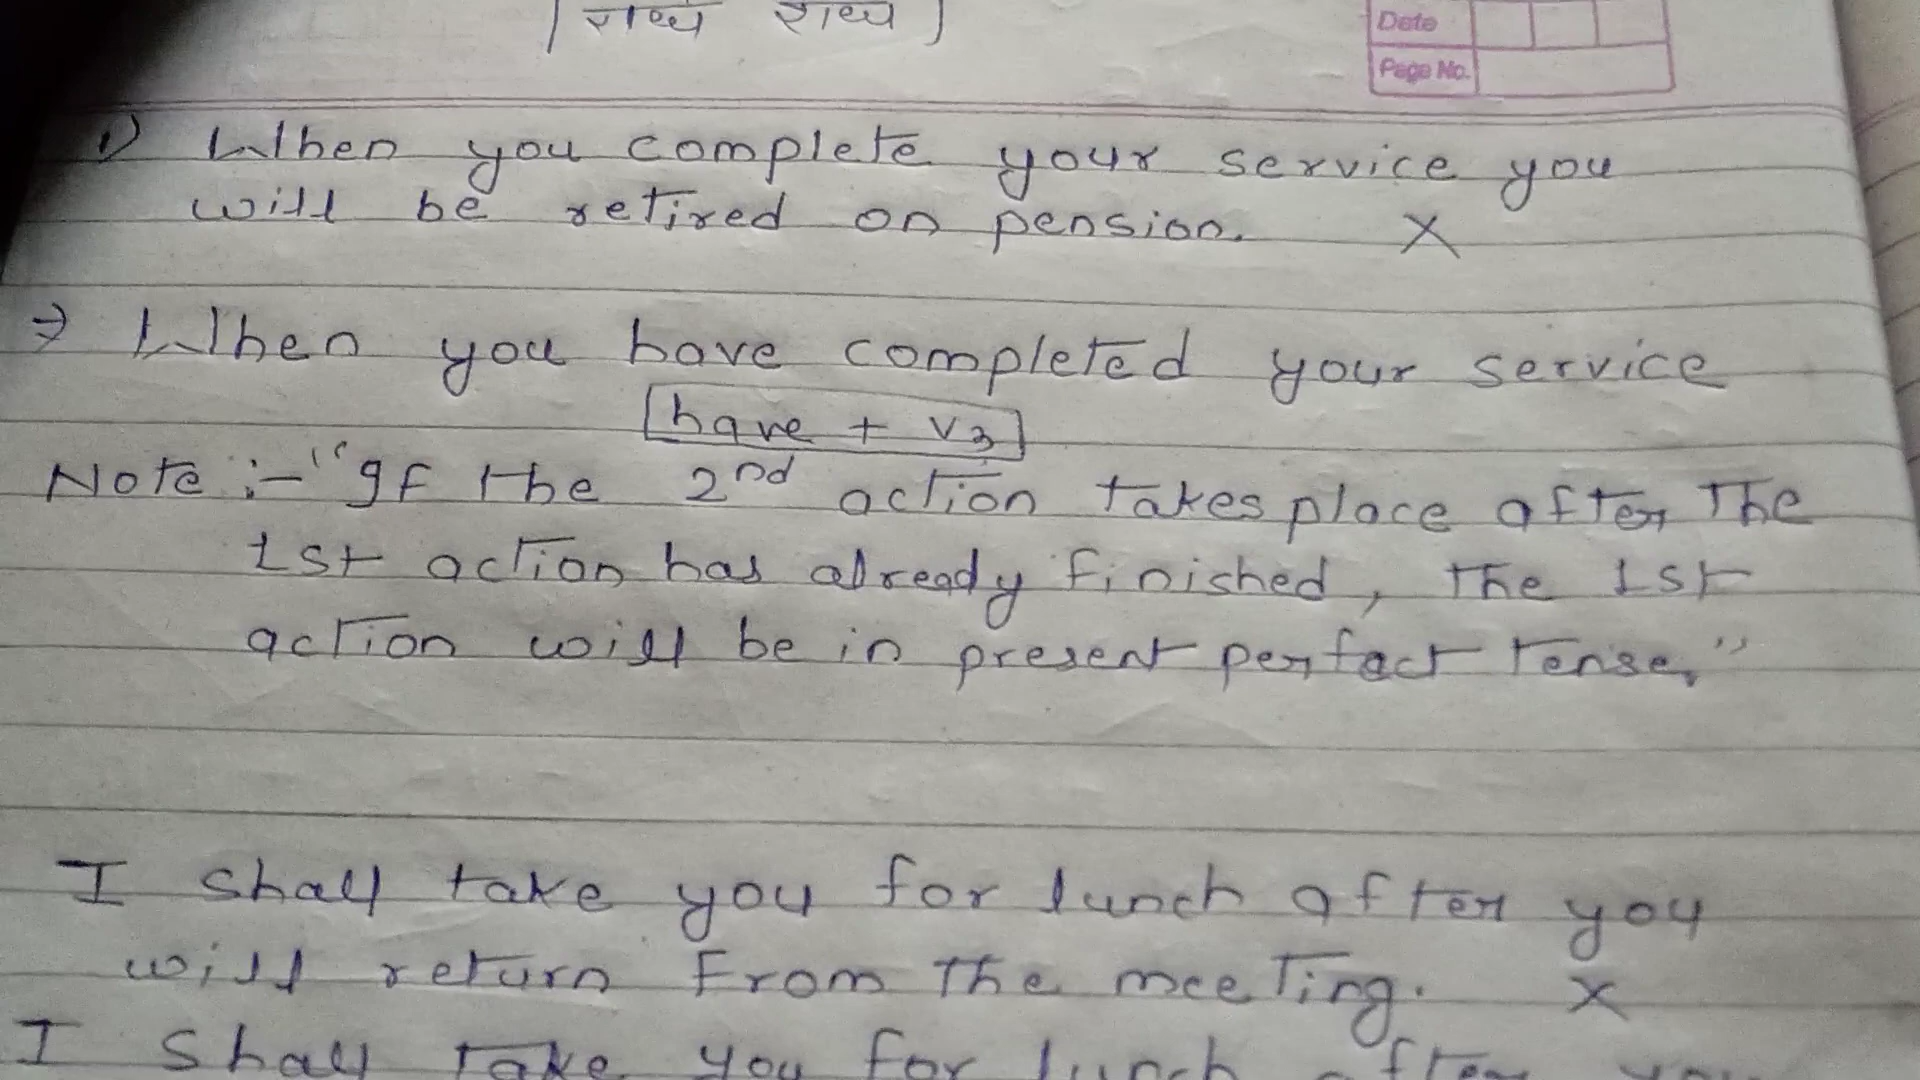 | राधे राधे |
Date
Page No.
1) When you complete your service you
will be retired on pension. X
⇒ When you have completed your service
have + V3
Note :- "If the 2nd action takes place after the
1st action has already finished, the 1st
action will be in present perfact tense."
I shall take you for lunch after you
will return from the meeting. X
I shall take you for lunch after you